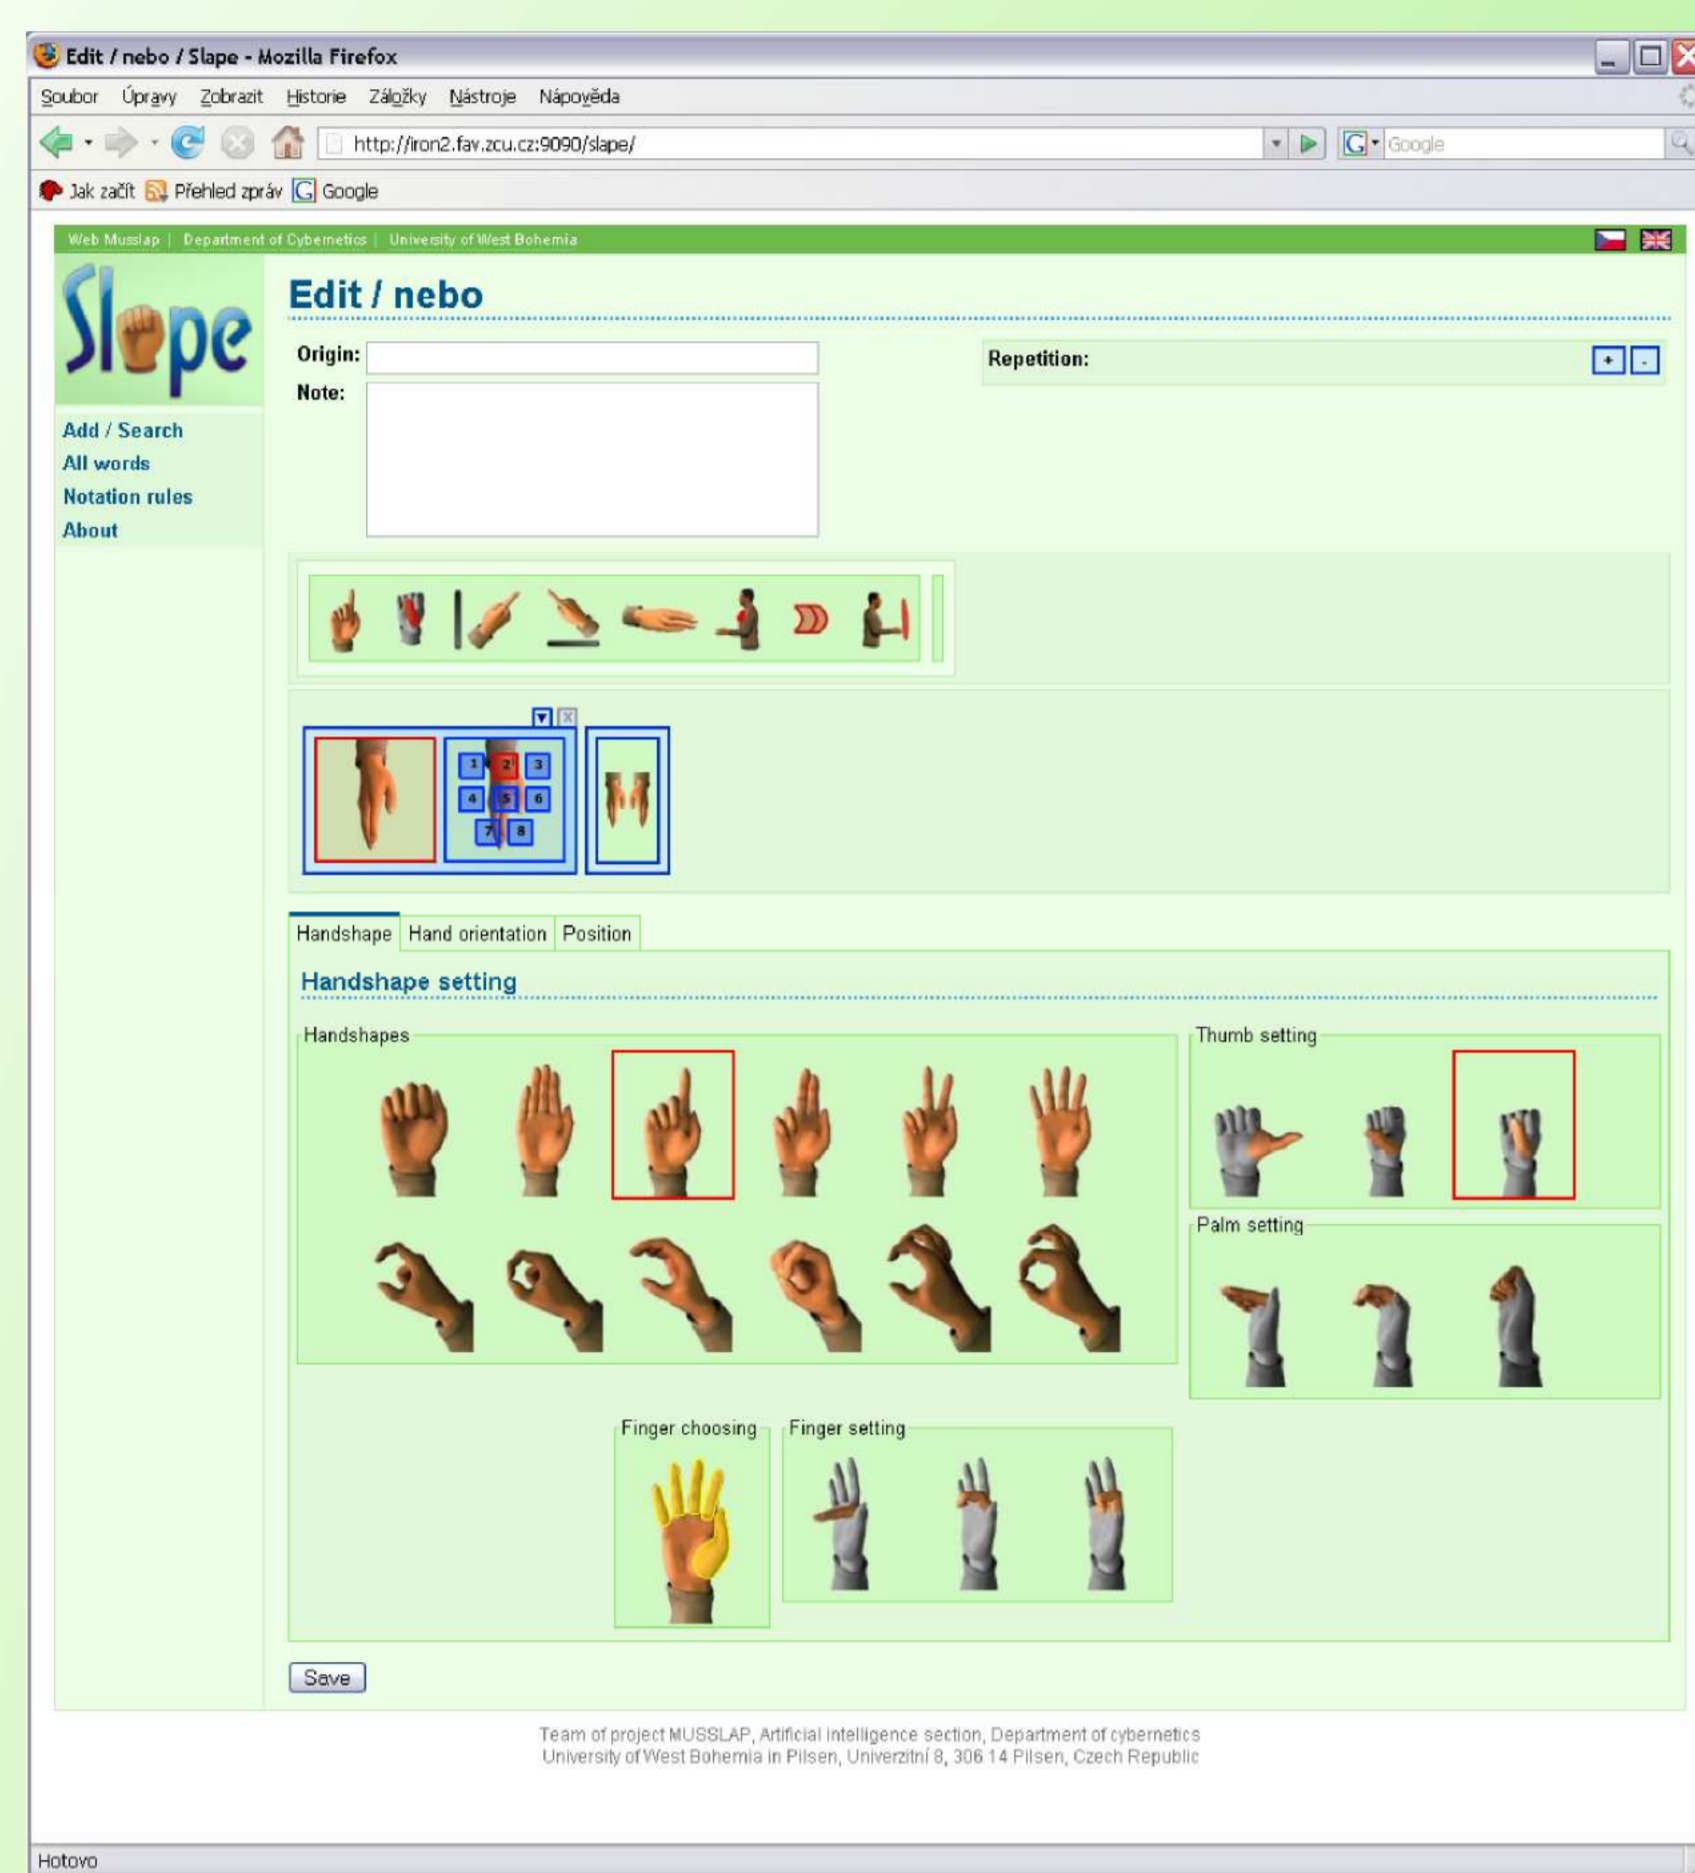 Edit / nebo / Slape - Mozilla Firefox
Soubor Úpravy Zobrazit Historie Záložky Nástroje Nápověda
http://iron2.fav.zcu.cz:9090/slape/
G Google
Jak začít Přehled zpráv G Google
Web Musslap | Department of Cybernetics | University of West Bohemia
Slape
Edit / nebo
Origin:
Repetition:
+ -
Note:
Add / Search
All words
Notation rules
About
X
1 2 3
4 5 6
7 8
Handshape Hand orientation Position
Handshape setting
Handshapes
Thumb setting
Palm setting
Finger choosing
Finger setting
Save
Team of project MUSSLAP, Artificial intelligence section, Department of cybernetics
University of West Bohemia in Pilsen, Univerzitní 8, 306 14 Pilsen, Czech Republic
Hotovo